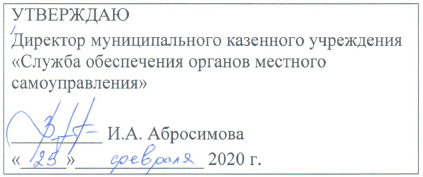 УТВЕРЖДАЮ
Директор муниципального казенного учреждения
«Служба обеспечения органов местного
самоуправления»
И.А. Абросимова
«25» февраля 2020 г.